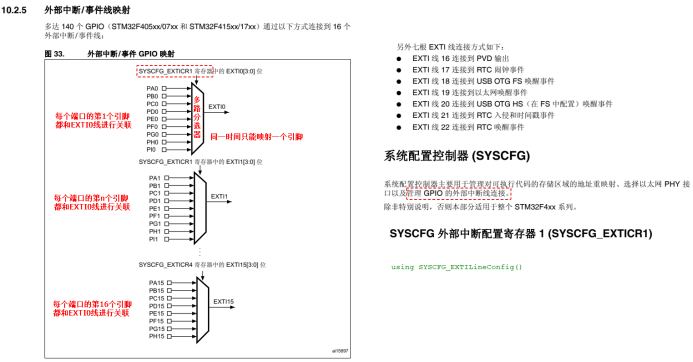 10.2.5 外部中断/事件线映射
多达 140 个 GPIO（STM32F405xx/07xx 和 STM32F415xx/17xx）通过以下方式连接到 16 个
外部中断/事件线：
图 33. 外部中断/事件 GPIO 映射
SYSCFG_EXTICR1 寄存器中的 EXTI0[3:0] 位
PA0
PB0
PC0
PD0
PE0
PF0
PG0
PH0
PI0
多路分选器
EXTI0
每个端口的第1个引脚
都和EXTI0线进行关联
同一时间只能映射一个引脚
SYSCFG_EXTICR1 寄存器中的 EXTI1[3:0] 位
PA1
PB1
PC1
PD1
PE1
PF1
PG1
PH1
PI1
EXTI1
每个端口的第n个引脚
都和EXTI0线进行关联
SYSCFG_EXTICR4 寄存器中的 EXTI15[3:0] 位
PA15
PB15
PC15
PD15
PE15
PF15
PG15
PH15
EXTI15
每个端口的第16个引脚
都和EXTI0线进行关联
ai15897
另外七根 EXTI 线连接方式如下：
● EXTI 线 16 连接到 PVD 输出
● EXTI 线 17 连接到 RTC 闹钟事件
● EXTI 线 18 连接到 USB OTG FS 唤醒事件
● EXTI 线 19 连接到以太网唤醒事件
● EXTI 线 20 连接到 USB OTG HS（在 FS 中配置）唤醒事件
● EXTI 线 21 连接到 RTC 入侵和时间戳事件
● EXTI 线 22 连接到 RTC 唤醒事件
系统配置控制器 (SYSCFG)
系统配置控制器主要用于管理对可执行代码的存储区域的地址重映射、选择以太网 PHY 接
口以及管理 GPIO 的外部中断线连接。
除非特别说明，否则本部分适用于整个 STM32F4xx 系列。
SYSCFG 外部中断配置寄存器 1 (SYSCFG_EXTICR1)
using SYSCFG_EXTILineConfig()